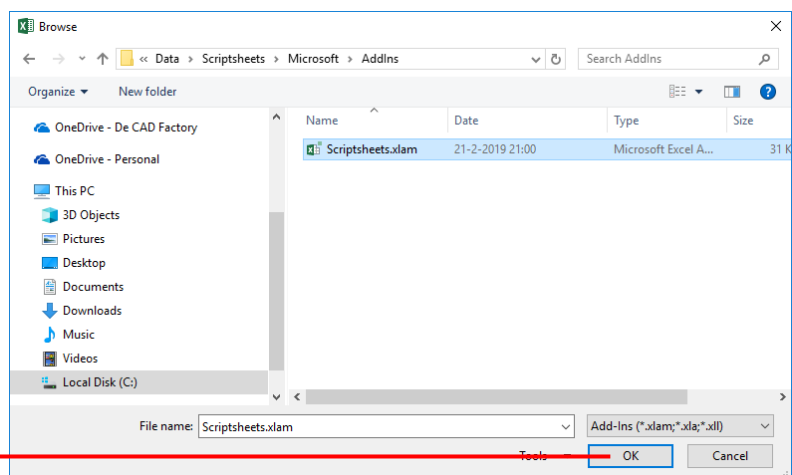 Browse
« Data > Scriptsheets > Microsoft > AddIns
Search AddIns
Organize
New folder
Name
Date
Type
Size
Scriptsheets.xlam
21-2-2019 21:00
Microsoft Excel A...
31 K
OneDrive - De CAD Factory
OneDrive - Personal
This PC
3D Objects
Pictures
Desktop
Documents
Downloads
Music
Videos
Local Disk (C:)
File name:
Scriptsheets.xlam
Add-Ins (*.xlam;*.xla;*.xll)
Tools
OK
Cancel